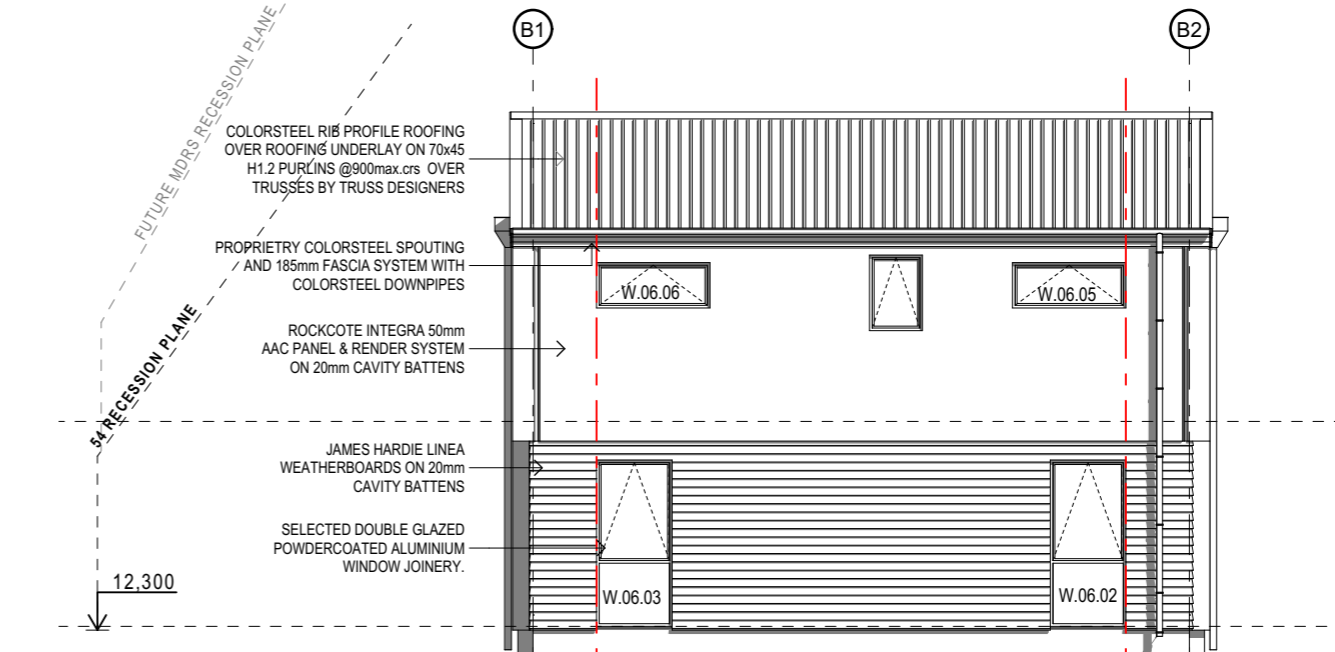 B1
B2
FUTURE MDRS RECESSION PLANE
COLORSTEEL RIB PROFILE ROOFING
OVER ROOFING UNDERLAY ON 70x45
H1.2 PURLINS @900max.crs OVER
TRUSSES BY TRUSS DESIGNERS
PROPRIETRY COLORSTEEL SPOUTING
AND 185mm FASCIA SYSTEM WITH
COLORSTEEL DOWNPIPES
W.06.06
W.06.05
54 RECESSION PLANE
ROCKCOTE INTEGRA 50mm
AAC PANEL & RENDER SYSTEM
ON 20mm CAVITY BATTENS
JAMES HARDIE LINEA
WEATHERBOARDS ON 20mm
CAVITY BATTENS
SELECTED DOUBLE GLAZED
POWDERCOATED ALUMINIUM
WINDOW JOINERY.
12,300
W.06.03
W.06.02